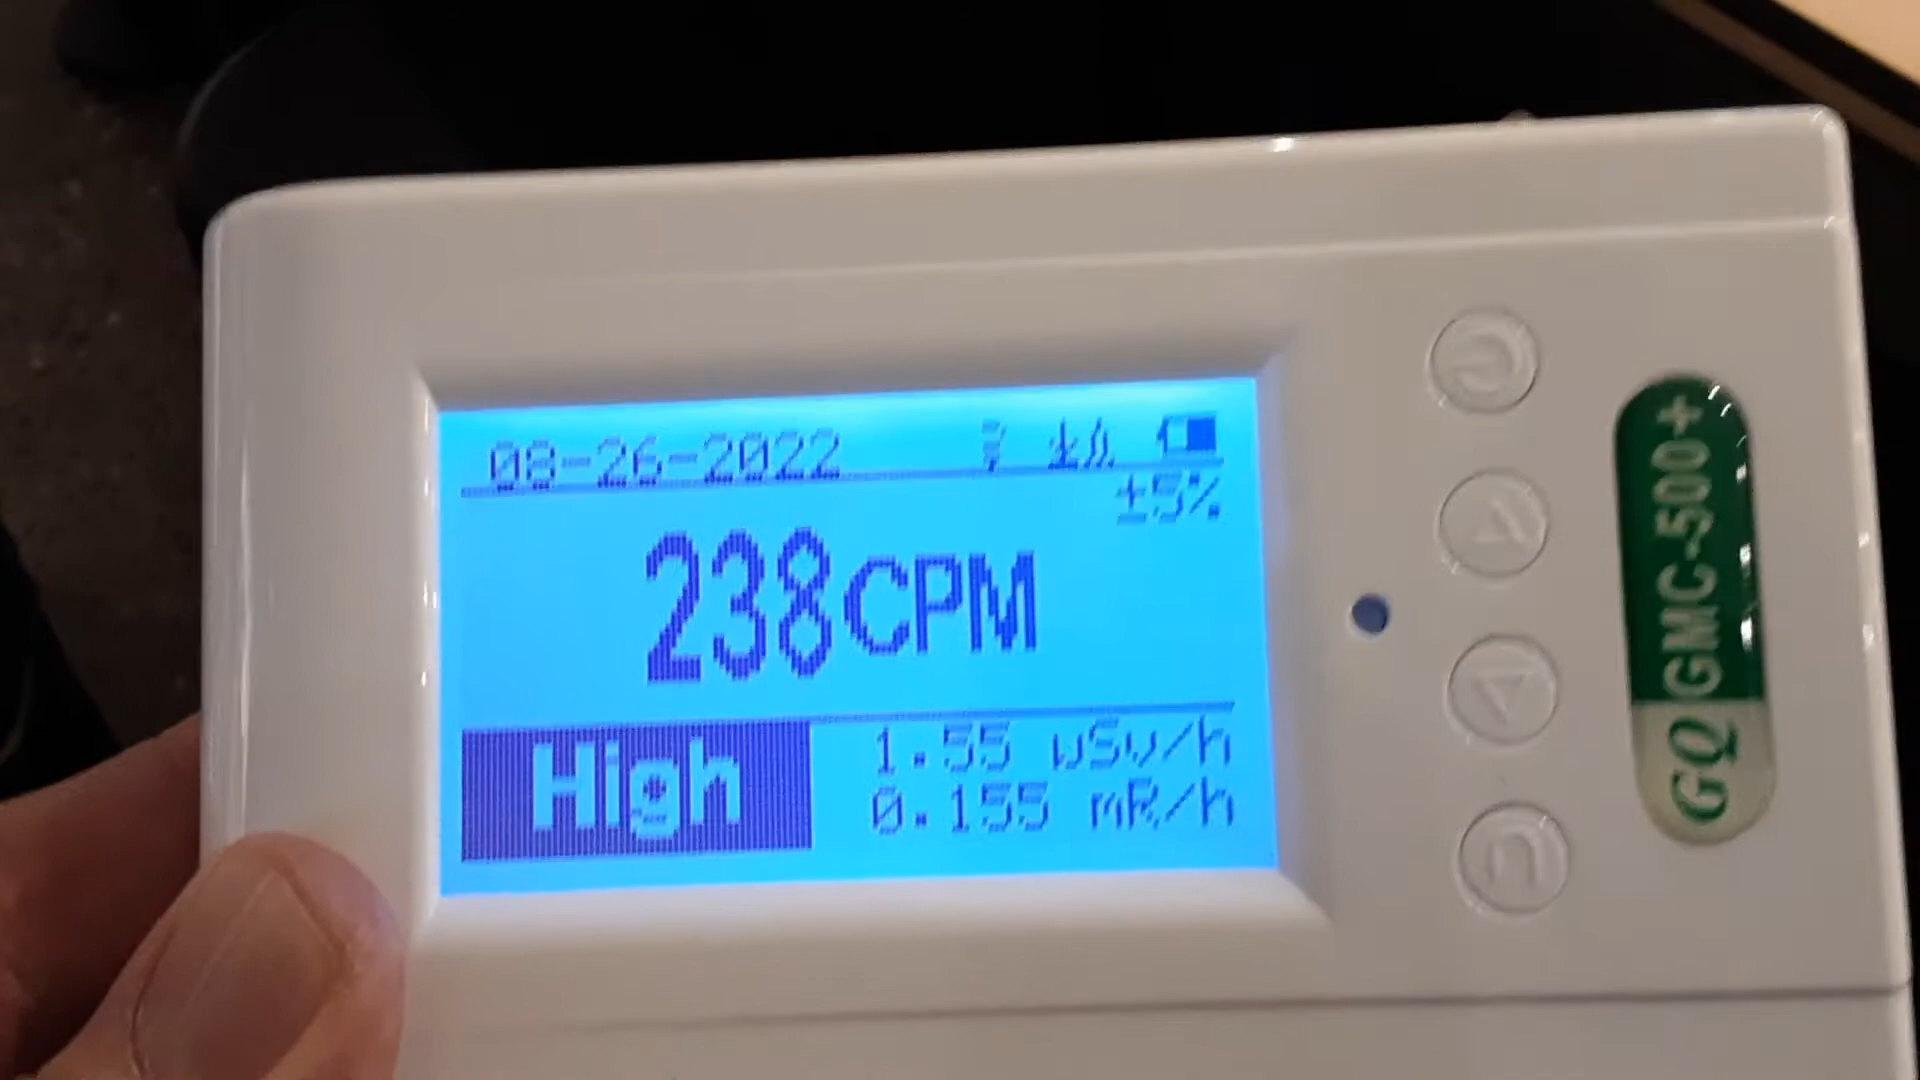 08-26-2022
±5%
238CPM
High
1.55 uSv/h
0.155 mR/h
GQ GMC-500+